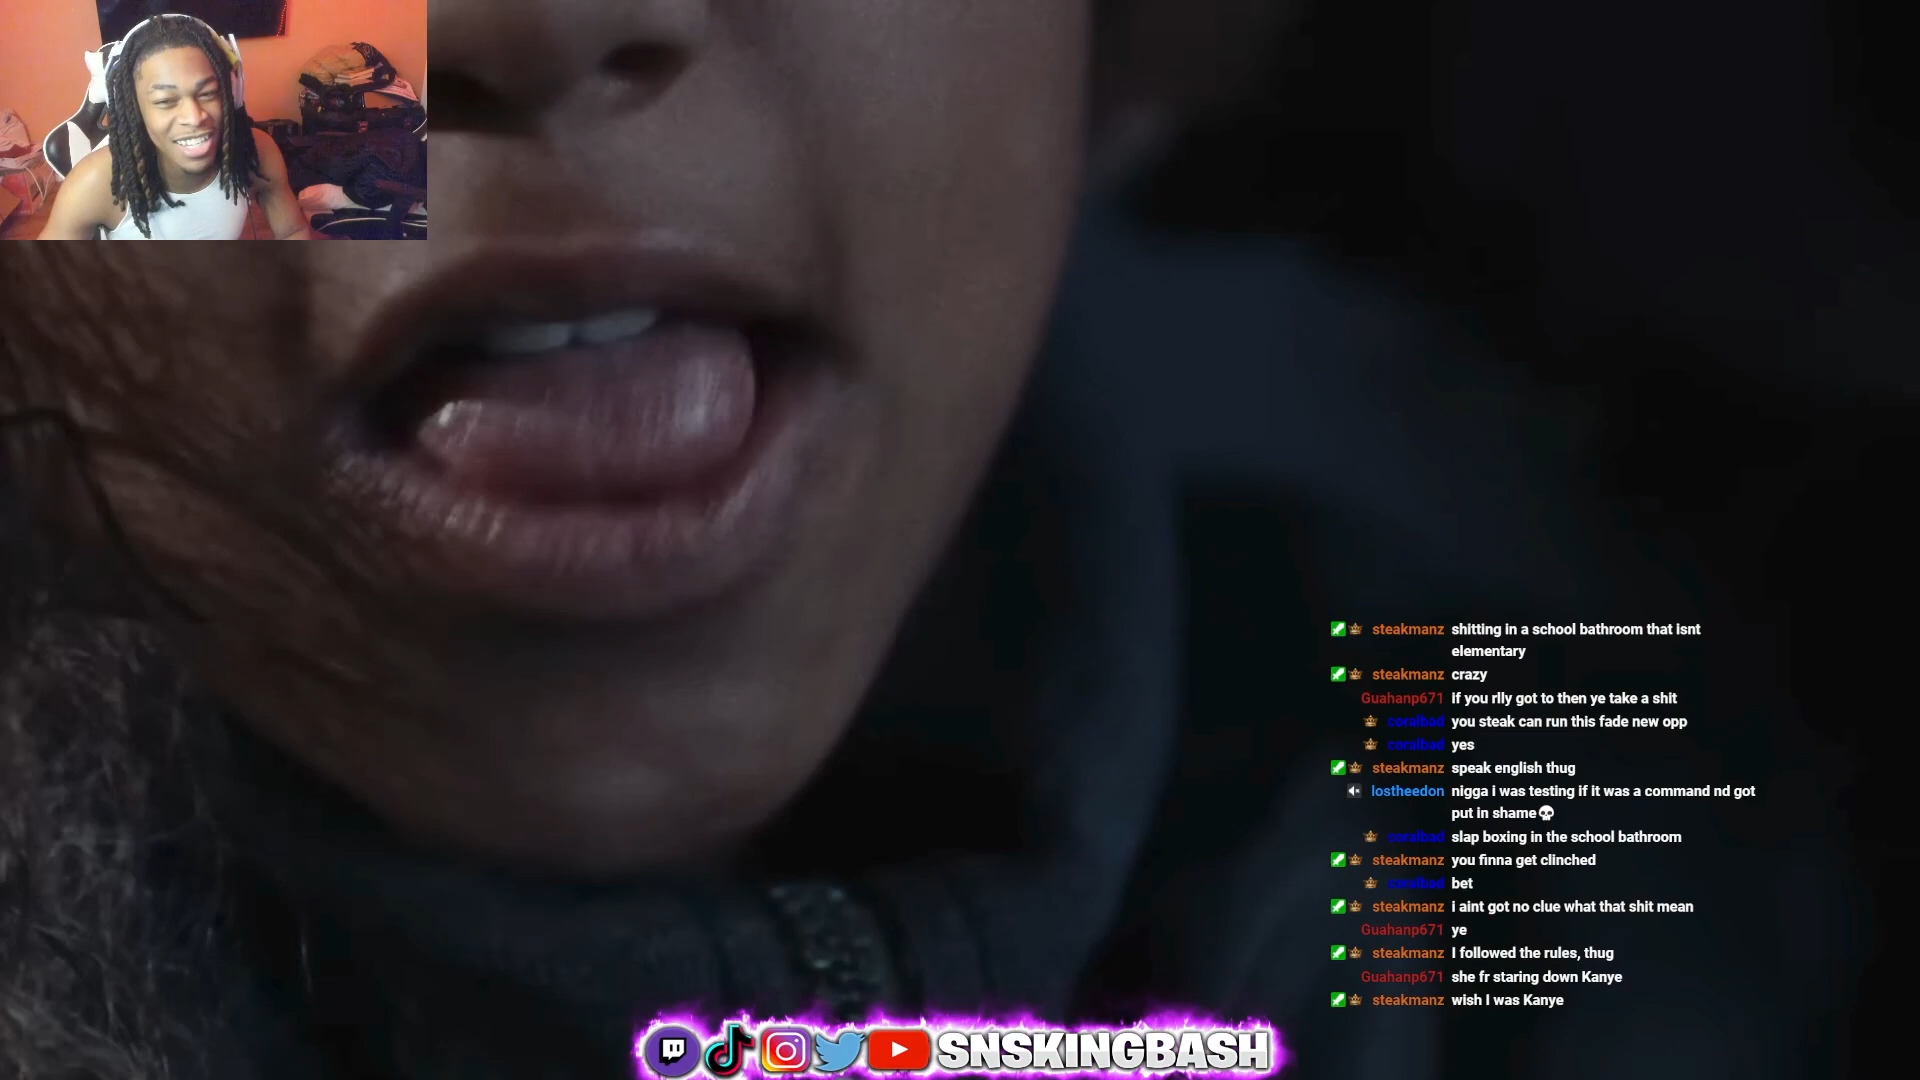 steakmanz shitting in a school bathroom that isnt
elementary
steakmanz crazy
Guahanp671 if you rlly got to then ye take a shit
coralbad you steak can run this fade new opp
coralbad yes
steakmanz speak english thug
lostheedon nigga i was testing if it was a command nd got
put in shame💀
coralbad slap boxing in the school bathroom
steakmanz you finna get clinched
coralbad bet
steakmanz i aint got no clue what that shit mean
Guahanp671 ye
steakmanz I followed the rules, thug
Guahanp671 she fr staring down Kanye
steakmanz wish I was Kanye
SNSKINGBASH